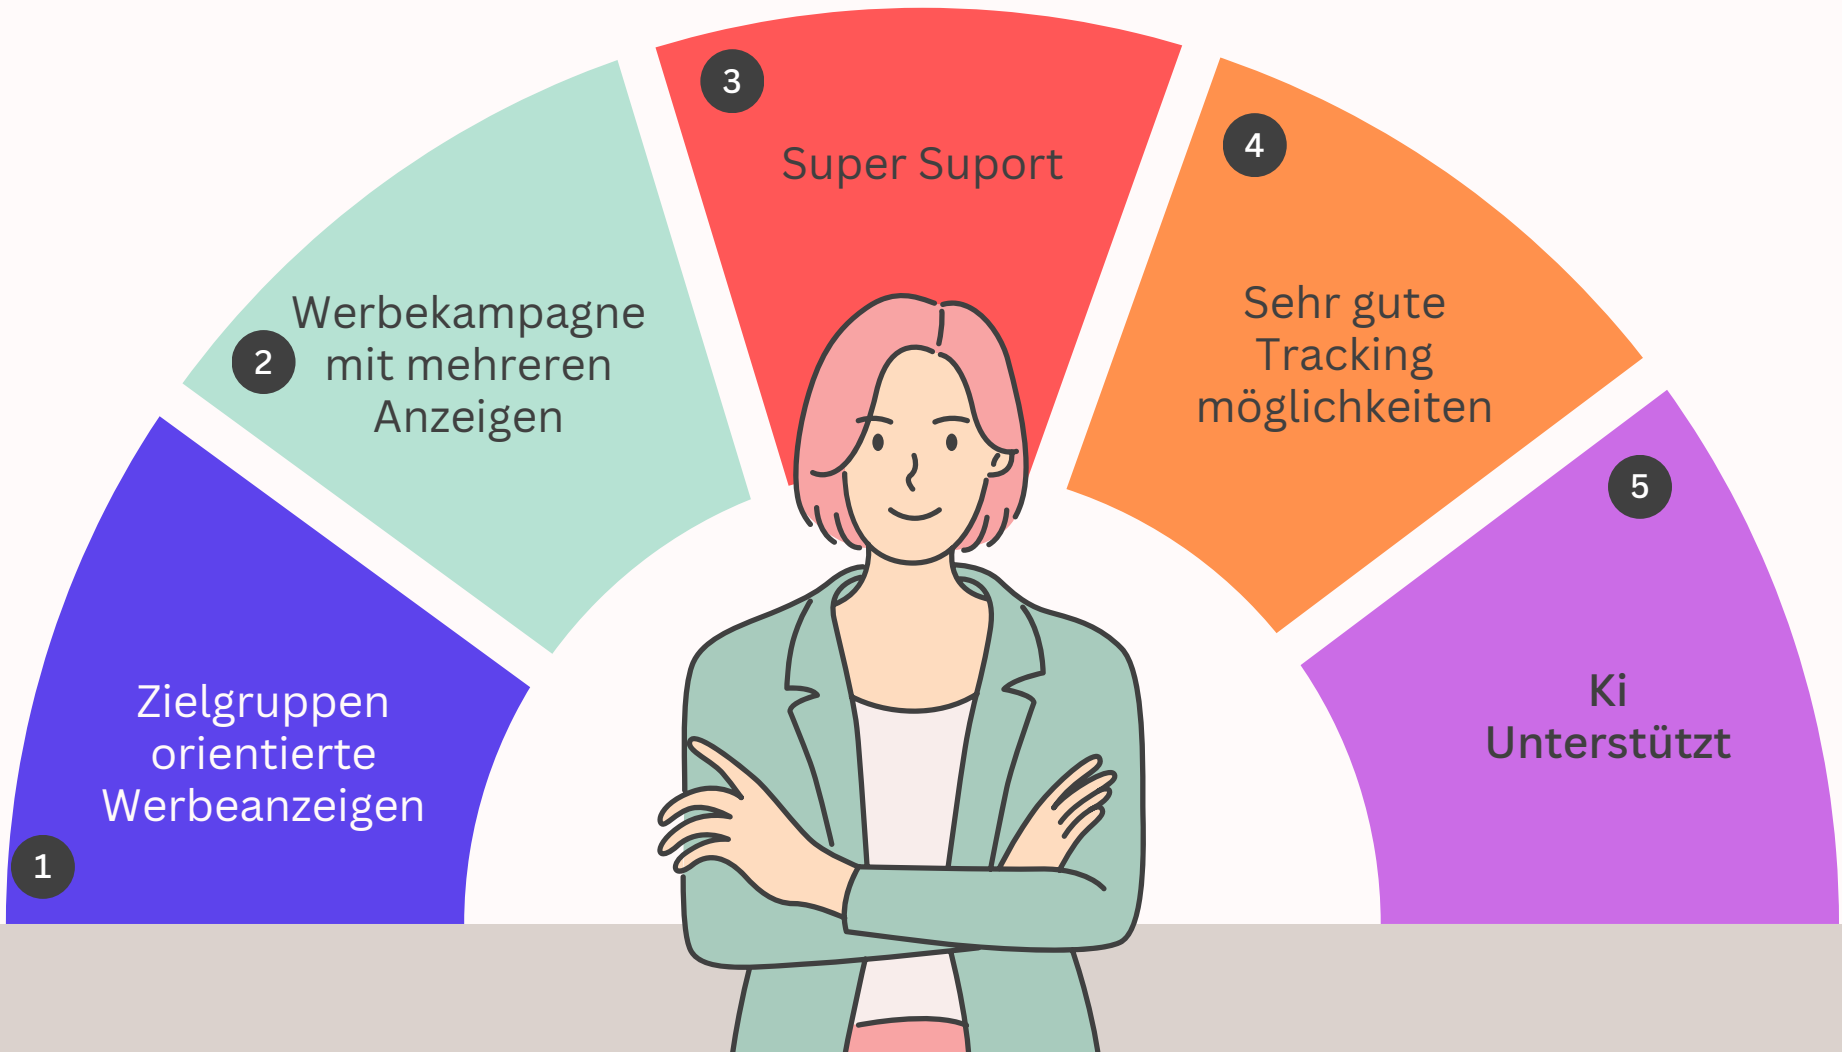 1
Zielgruppen
orientierte
Werbeanzeigen
2
Werbekampagne
mit mehreren
Anzeigen
3
Super Suport
4
Sehr gute
Tracking
möglichkeiten
5
Ki
Unterstützt